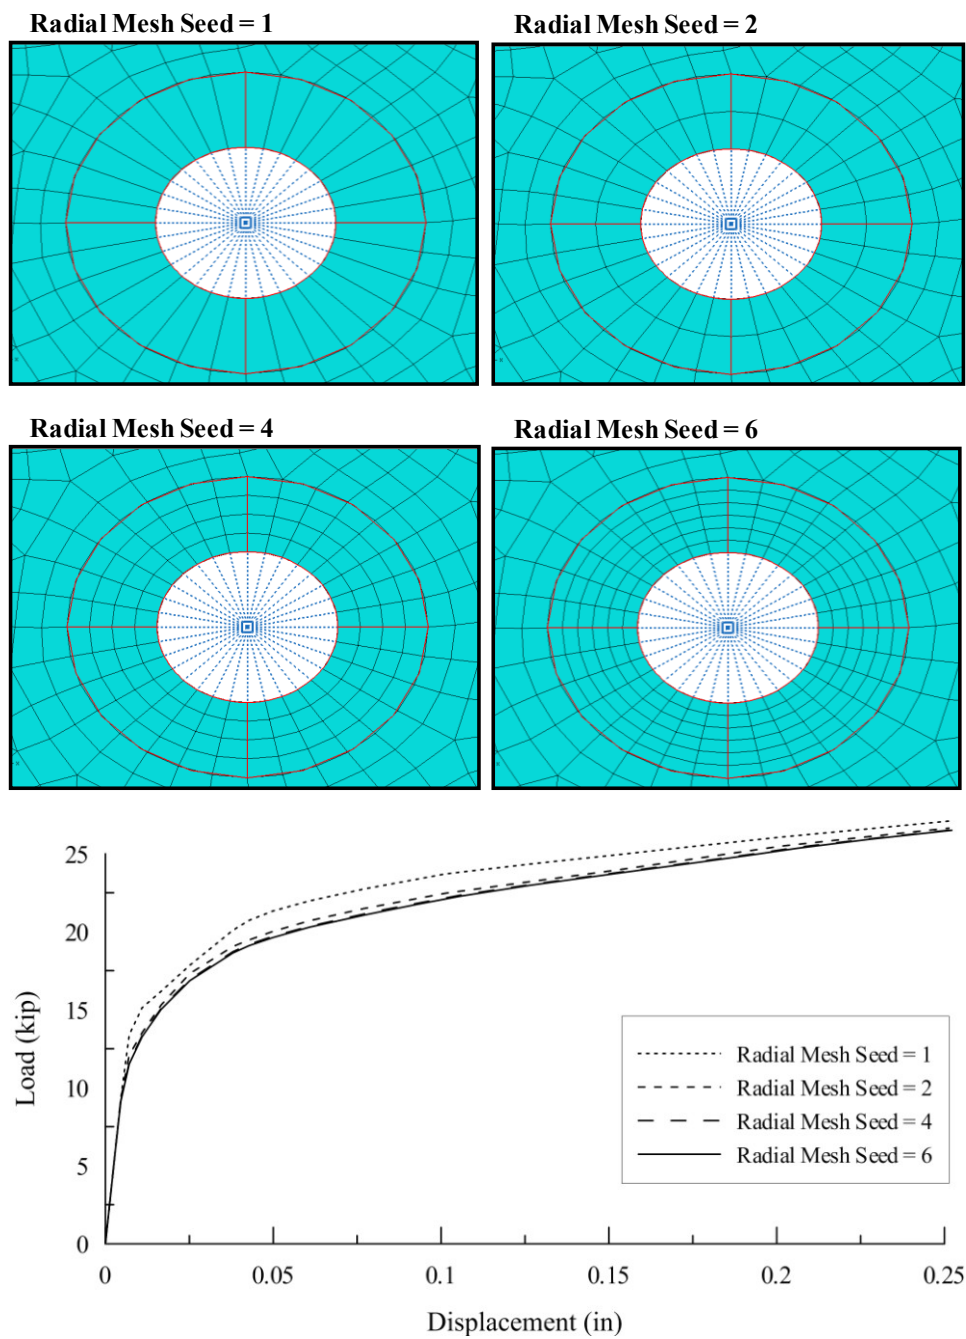 Radial Mesh Seed = 1
Radial Mesh Seed = 2
Radial Mesh Seed = 4
Radial Mesh Seed = 6
25
20
15
10
5
0
Load (kip)
Radial Mesh Seed = 1
Radial Mesh Seed = 2
Radial Mesh Seed = 4
Radial Mesh Seed = 6
0 0.05 0.1 0.15 0.2 0.25
Displacement (in)